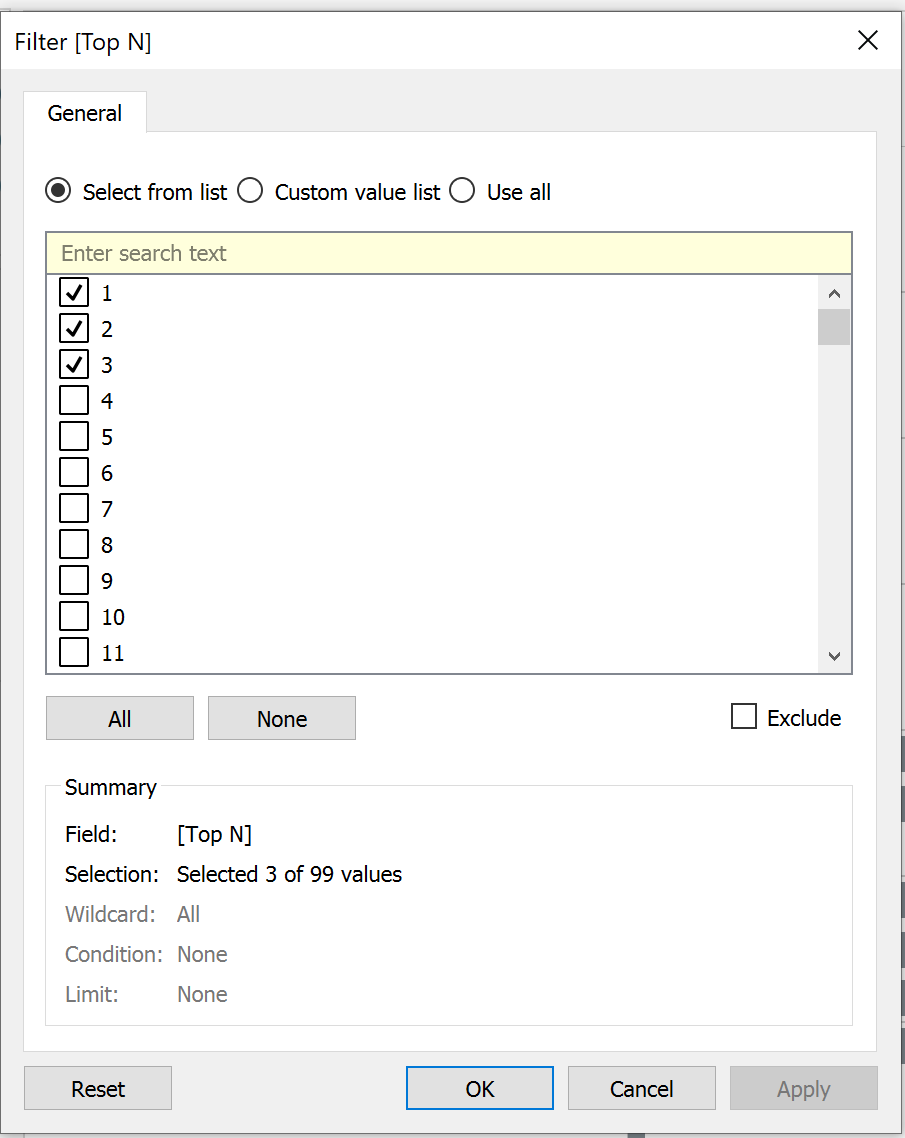 Filter [Top N]
General
Select from list Custom value list Use all
Enter search text
1
2
3
4
5
6
7
8
9
10
11
All None Exclude
Summary
Field: [Top N]
Selection: Selected 3 of 99 values
Wildcard: All
Condition: None
Limit: None
Reset OK Cancel Apply